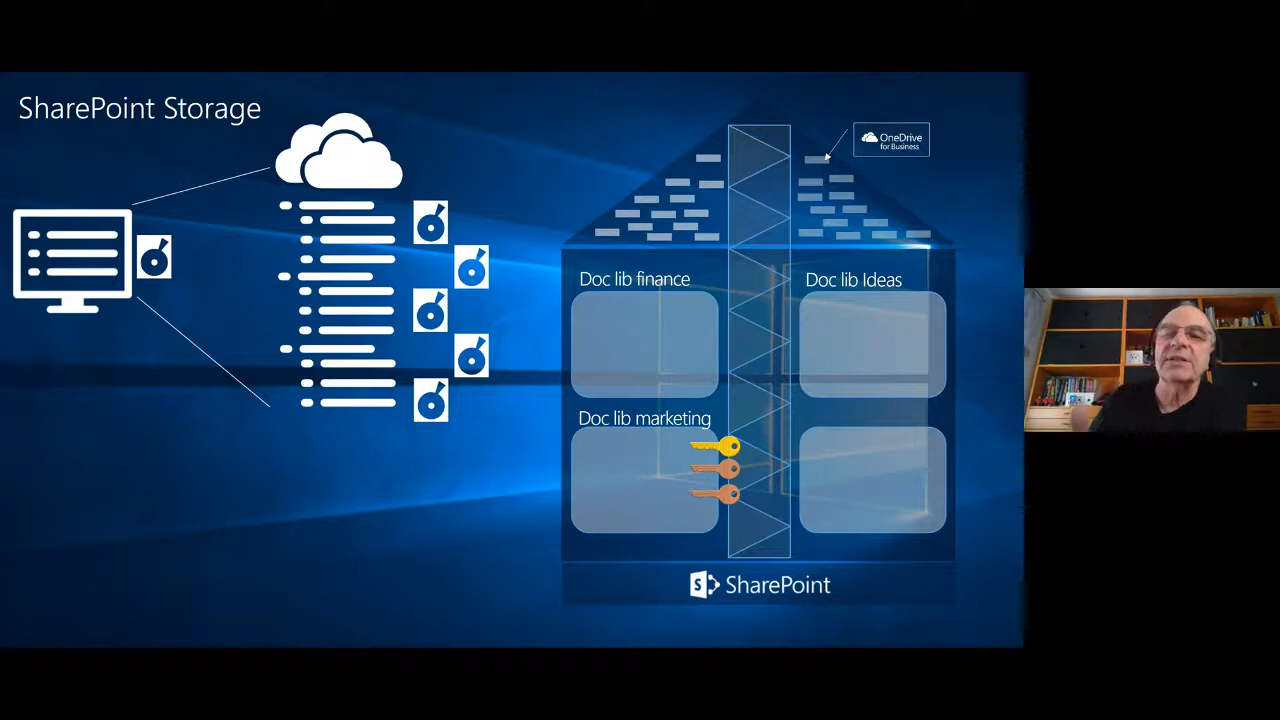 SharePoint Storage
OneDrive
for Business
Doc lib finance
Doc lib Ideas
Doc lib marketing
S SharePoint